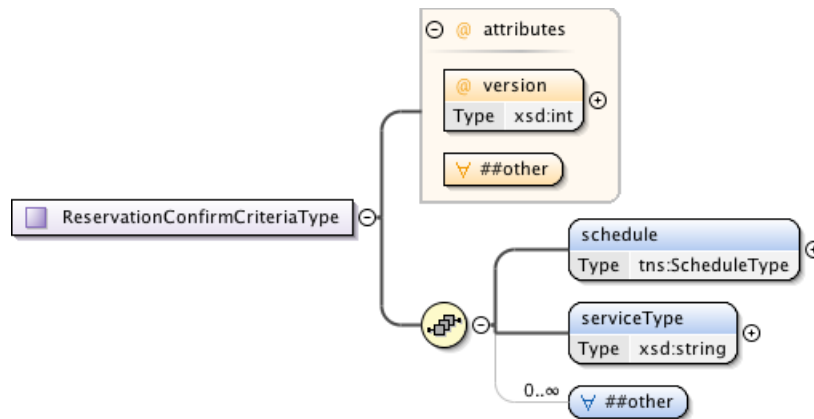 @ attributes
@ version
Type xsd:int
∀ ##other
ReservationConfirmCriteriaType
schedule
Type tns:ScheduleType
serviceType
Type xsd:string
0..∞
∀ ##other